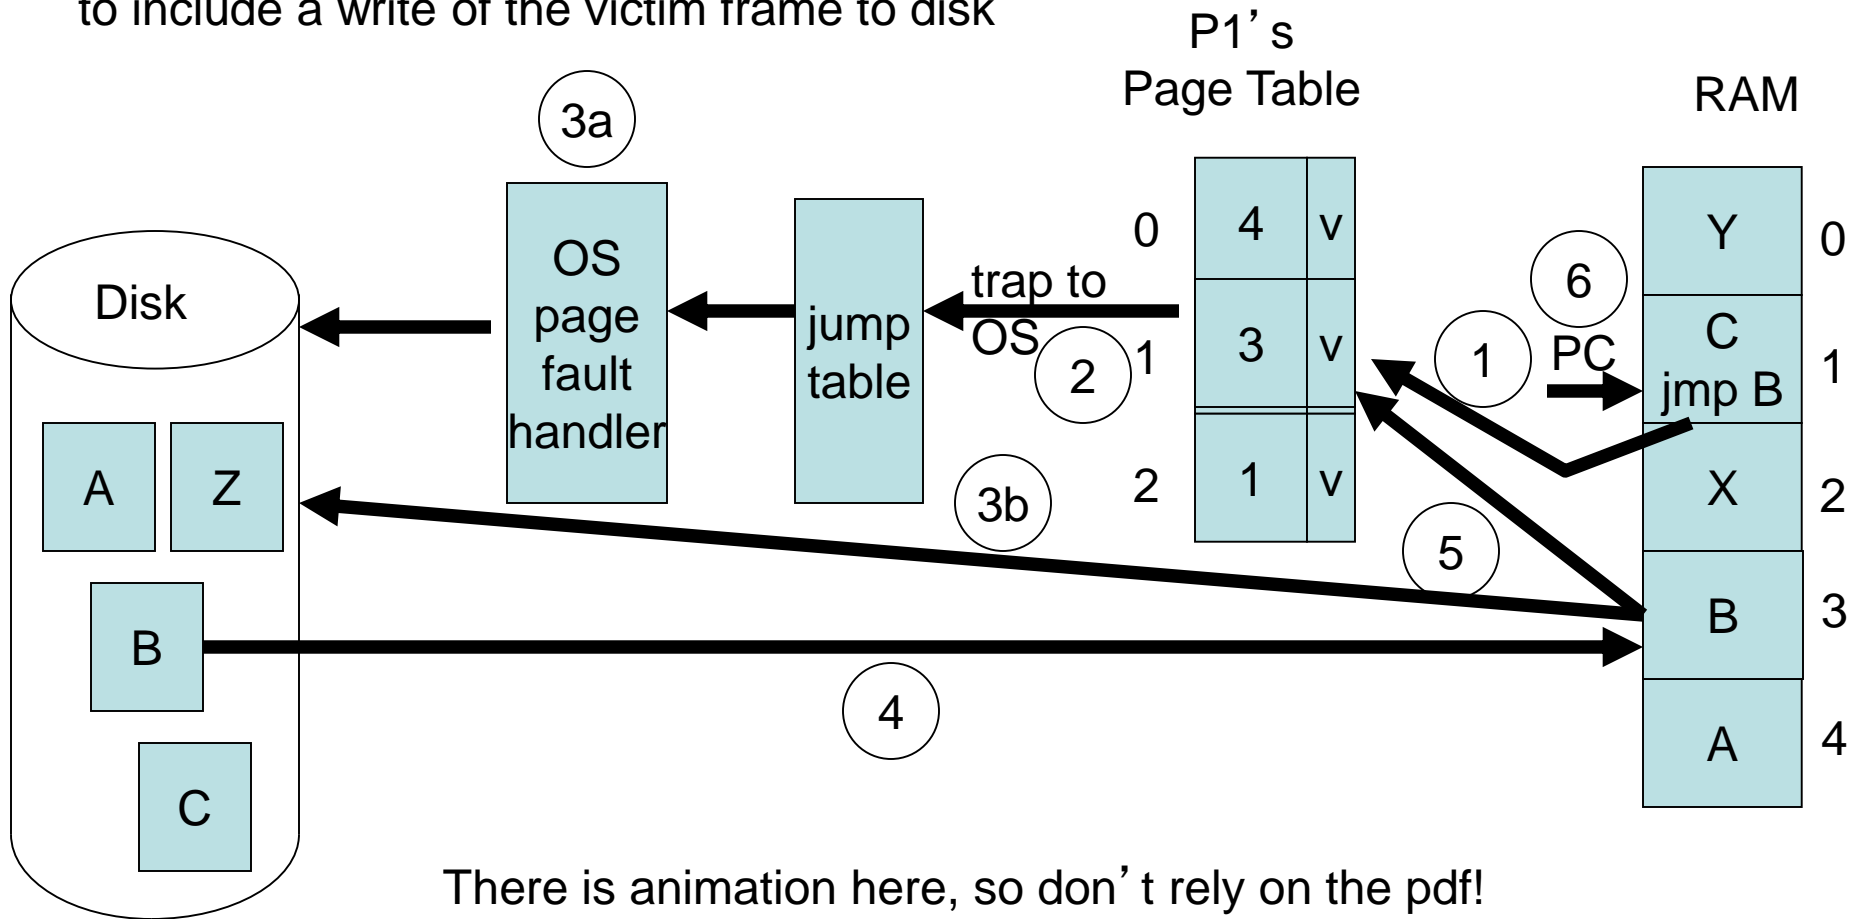 to include a write of the victim frame to disk
P1’s
Page Table
RAM
3a
Disk
OS
page
fault
handler
jump
table
trap to
OS
2
0
1
2
4 v
3 v
1 v
1
6
PC
Y
0
C
jmp B
1
X
2
B
3
A
4
A
Z
B
C
3b
5
4
There is animation here, so don’t rely on the pdf!